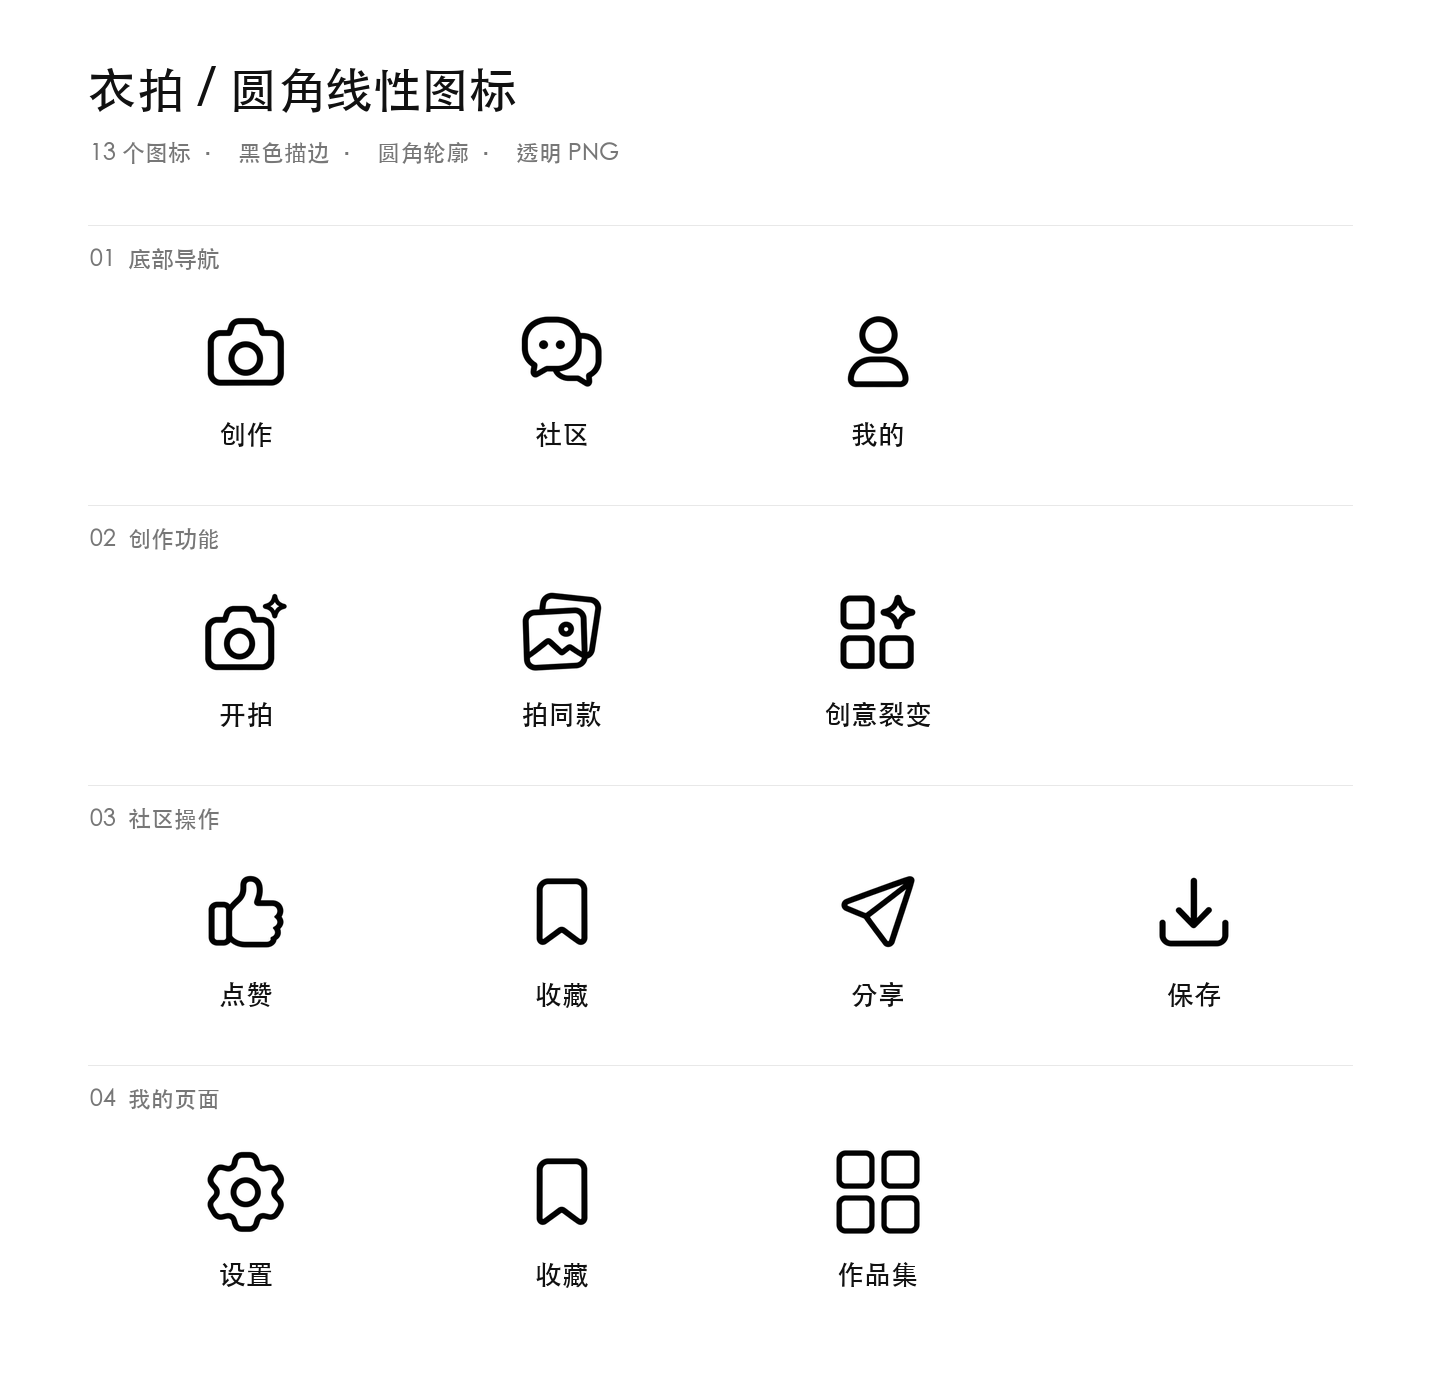 衣拍 / 圆角线性图标
13 个图标 · 黑色描边 · 圆角轮廓 · 透明 PNG
01 底部导航
创作 社区 我的
02 创作功能
开拍 拍同款 创意裂变
03 社区操作
点赞 收藏 分享 保存
04 我的页面
设置 收藏 作品集